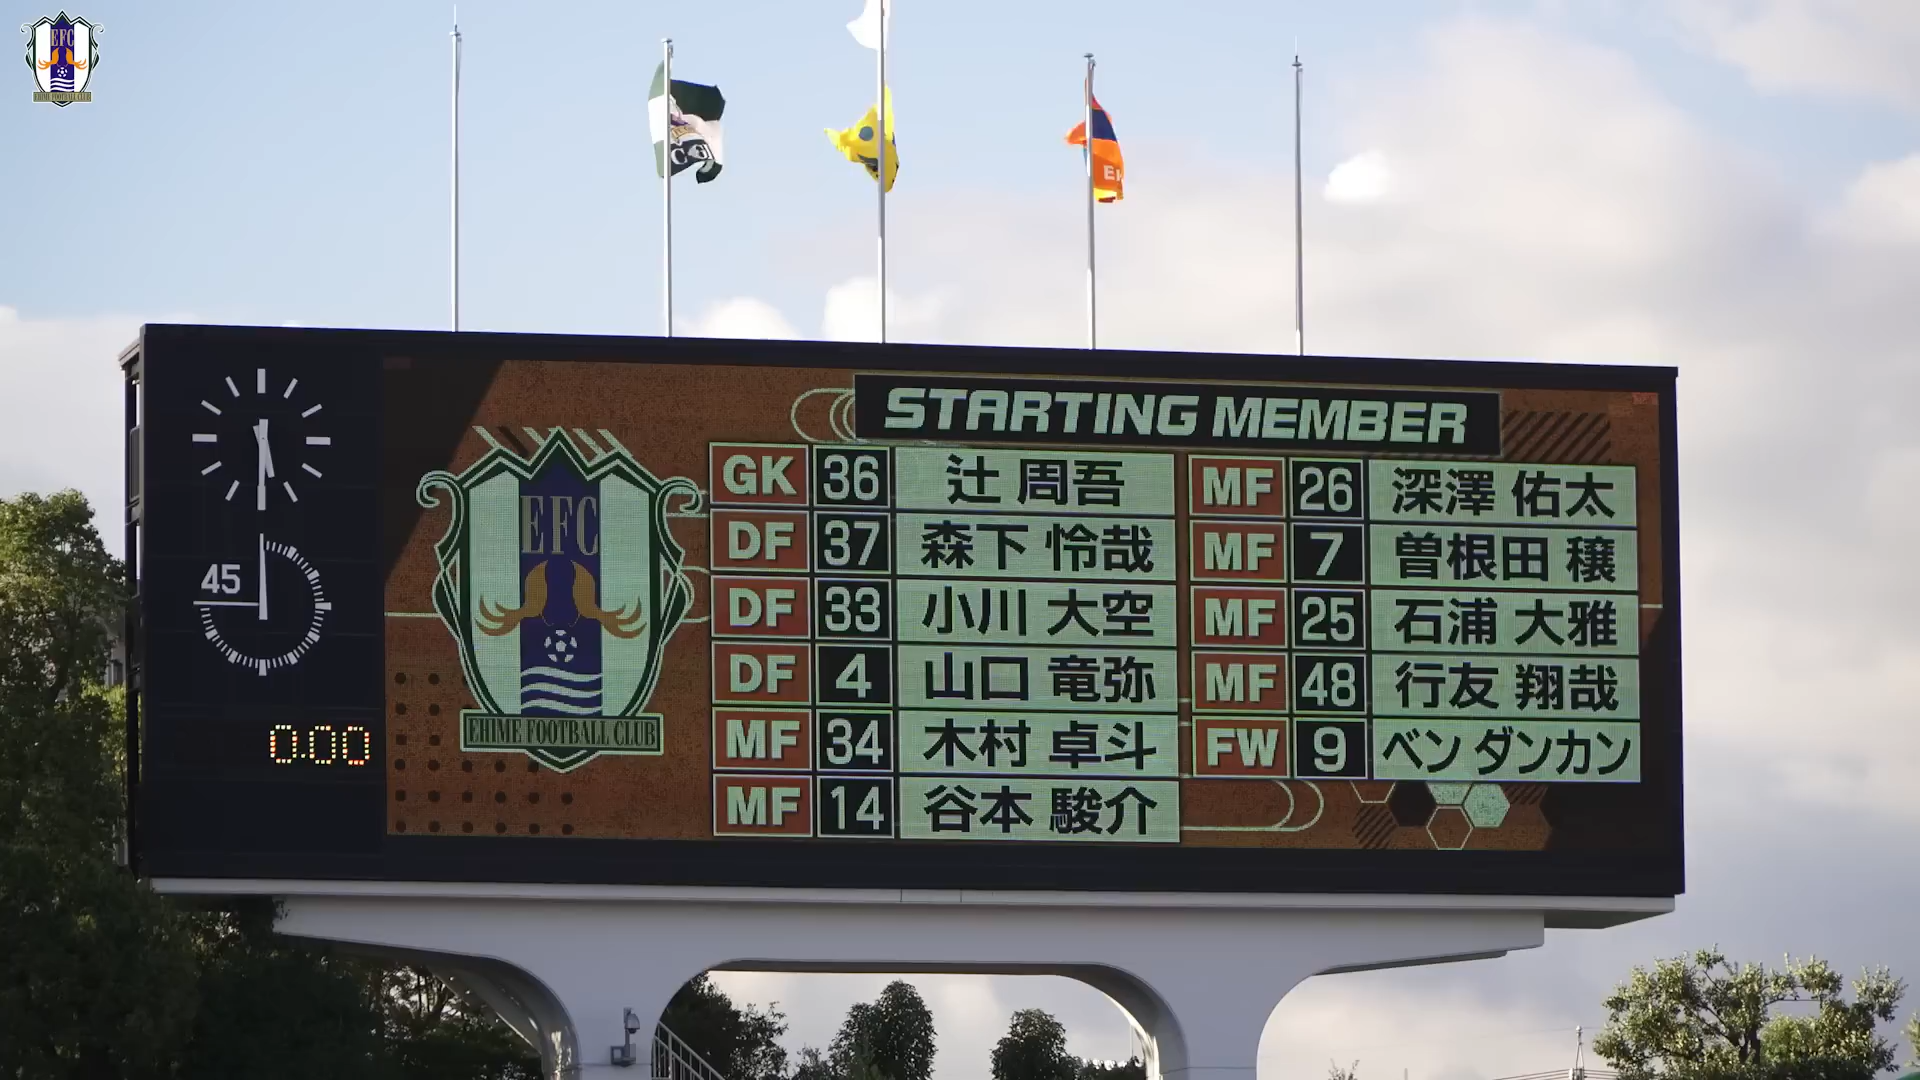 EFC
EHIME FOOTBALL CLUB
STARTING MEMBER
GK 36 辻 周吾
DF 37 森下 怜哉
DF 33 小川 大空
DF 4 山口 竜弥
MF 34 木村 卓斗
MF 14 谷本 駿介
MF 26 深澤 佑太
MF 7 曽根田 穣
MF 25 石浦 大雅
MF 48 行友 翔哉
FW 9 ベン ダンカン
EFC
EHIME FOOTBALL CLUB
45
0.00